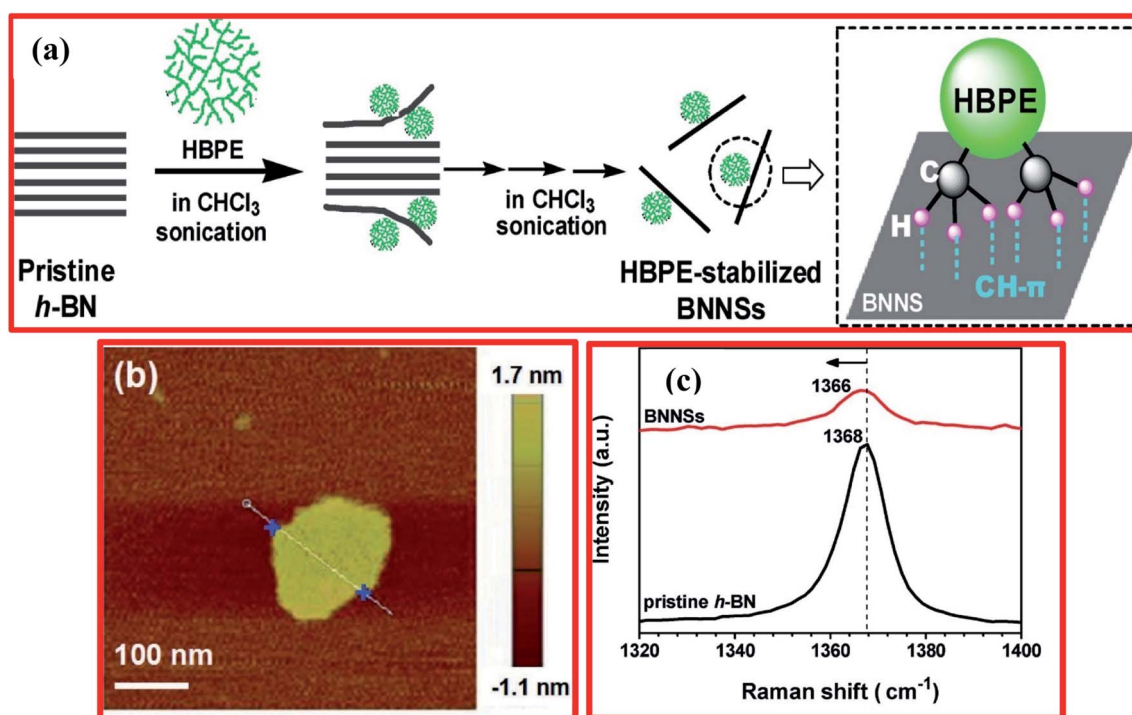 (a)
HBPE
in CHCl₃
sonication
Pristine
h-BN
in CHCl₃
sonication
HBPE-stabilized
BNNSs
HBPE
C
H
CH-π
BNNS
(b)
1.7 nm
-1.1 nm
100 nm
(c)
1366
BNNSs
1368
pristine h-BN
Intensity (a.u.)
1320 1340 1360 1380 1400
Raman shift ( cm⁻¹)